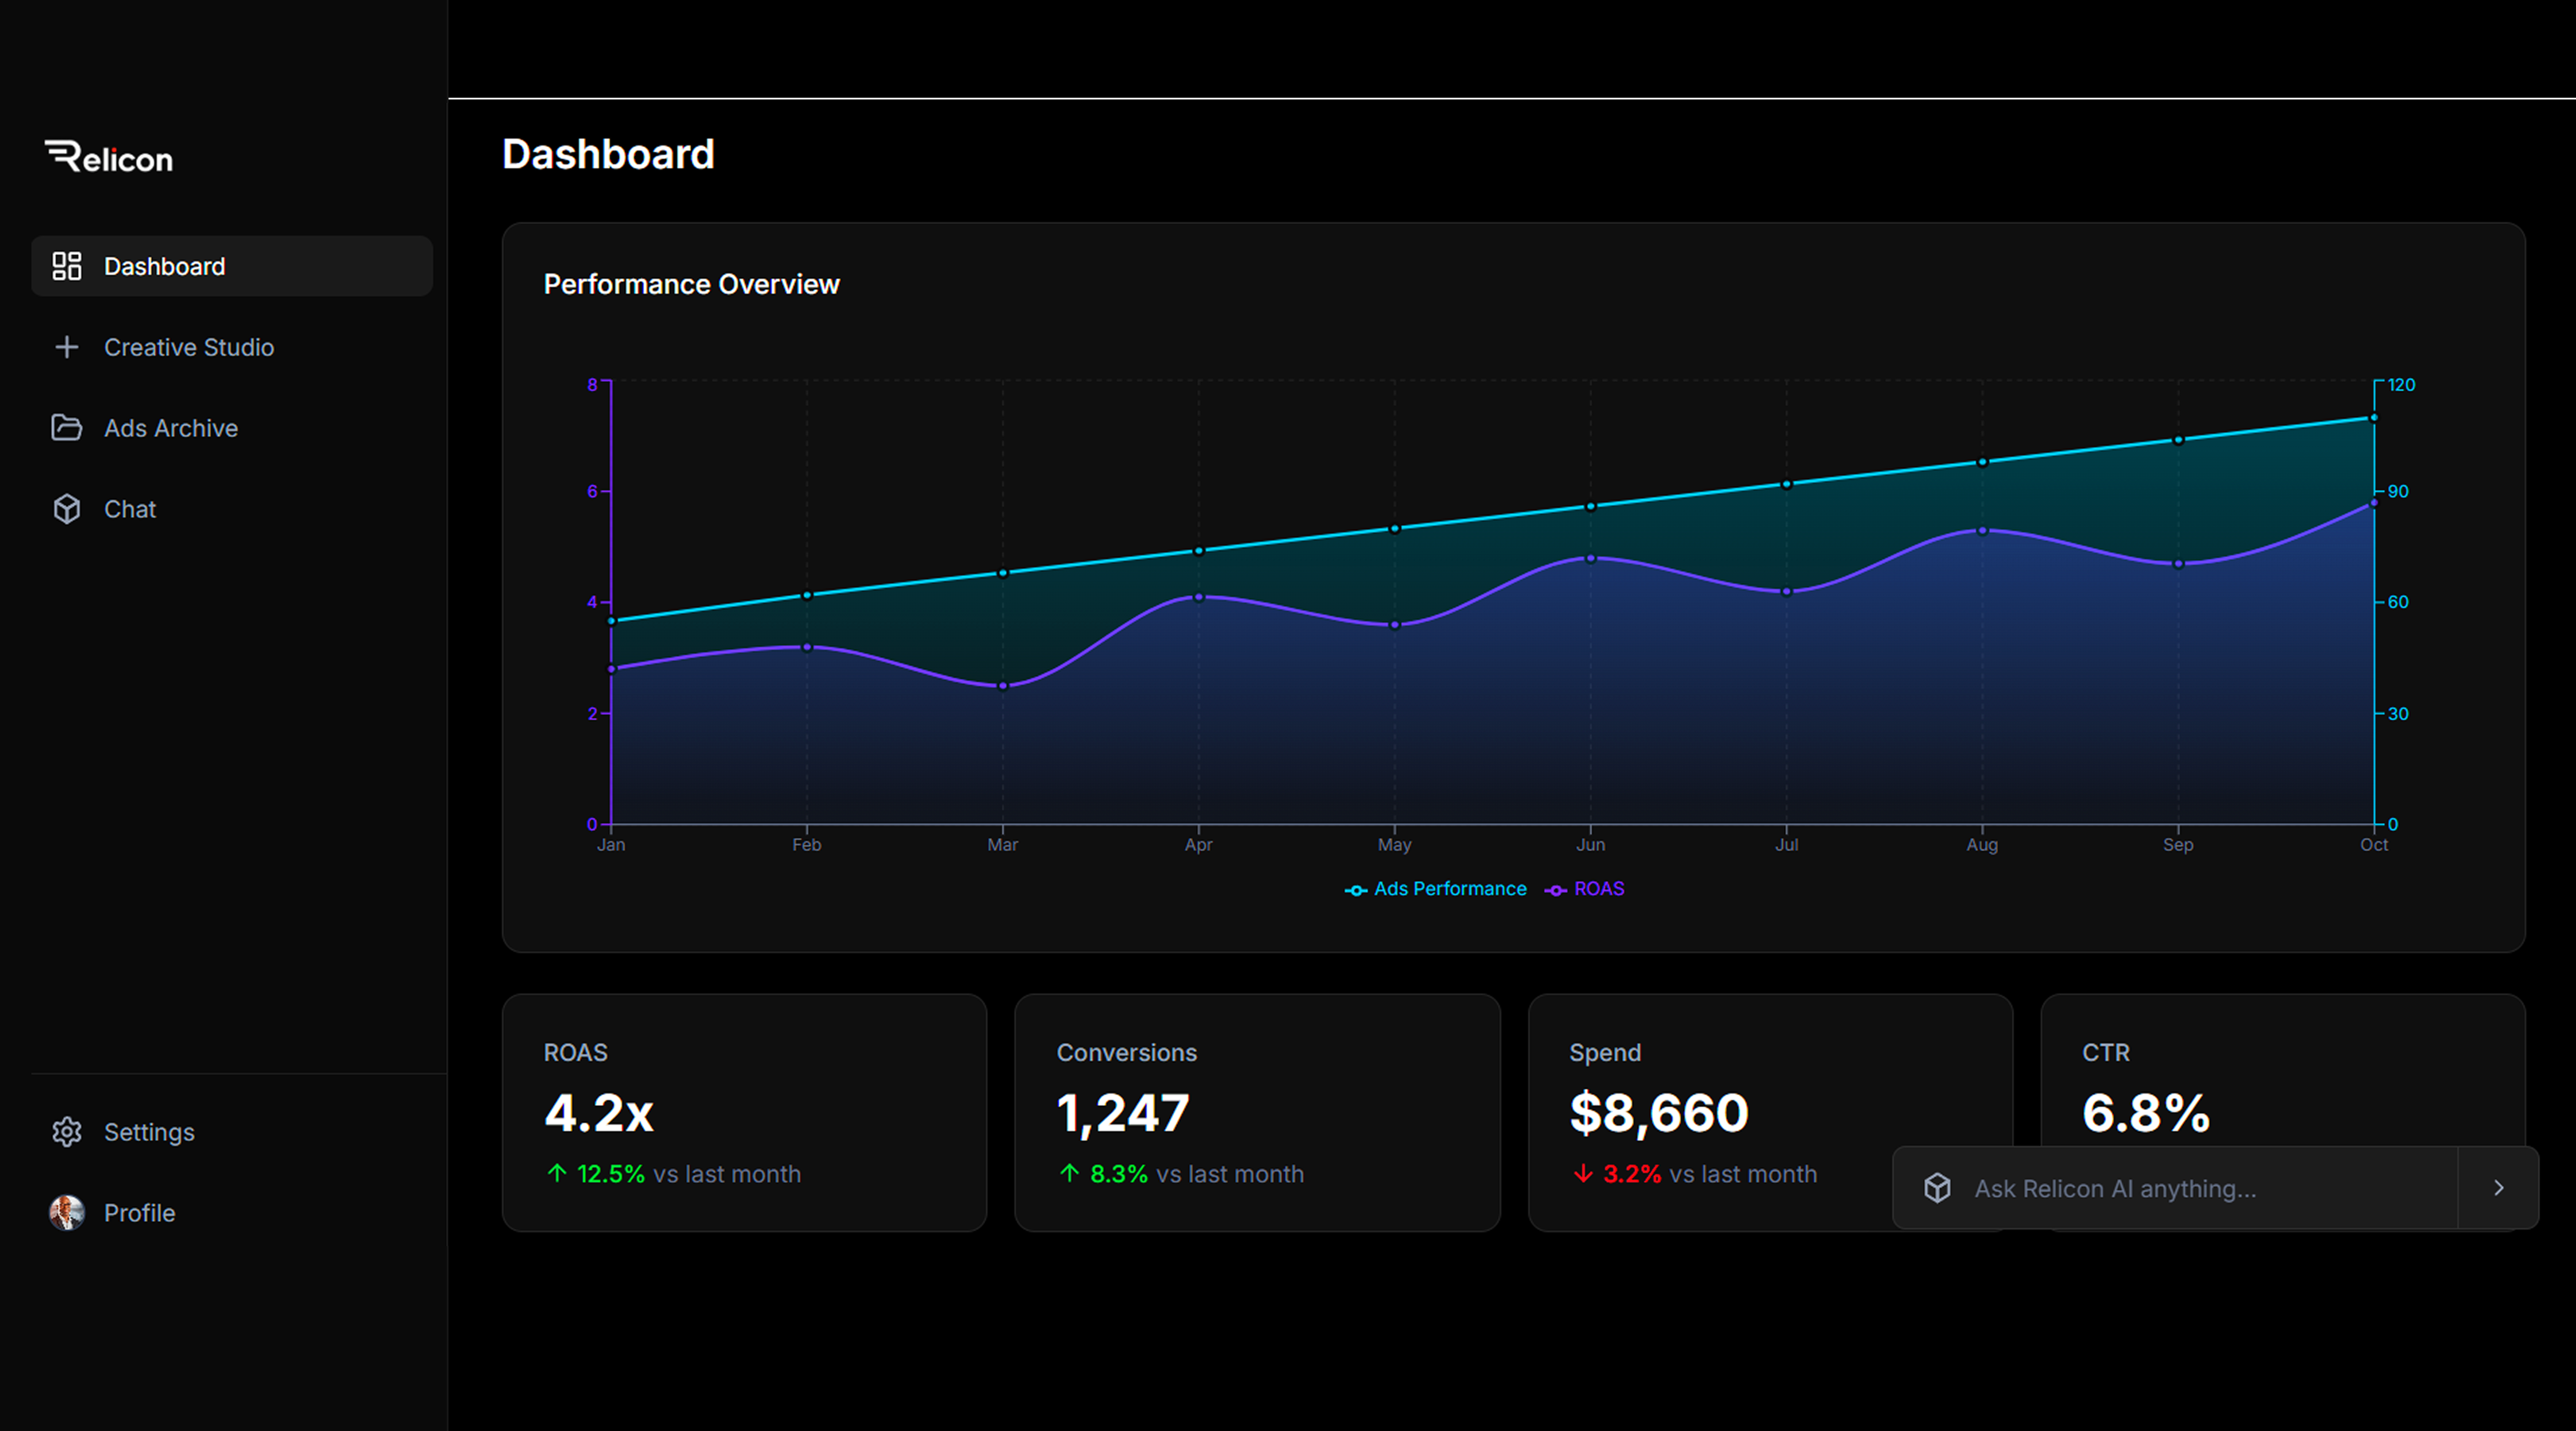 Relicon
Dashboard
Creative Studio
Ads Archive
Chat
Settings
Profile
Dashboard
Performance Overview
8
6
4
2
0
120
90
60
30
0
Jan Feb Mar Apr May Jun Jul Aug Sep Oct
Ads Performance ROAS
ROAS
4.2x
↑ 12.5% vs last month
Conversions
1,247
↑ 8.3% vs last month
Spend
$8,660
↓ 3.2% vs last month
CTR
6.8%
Ask Relicon AI anything...